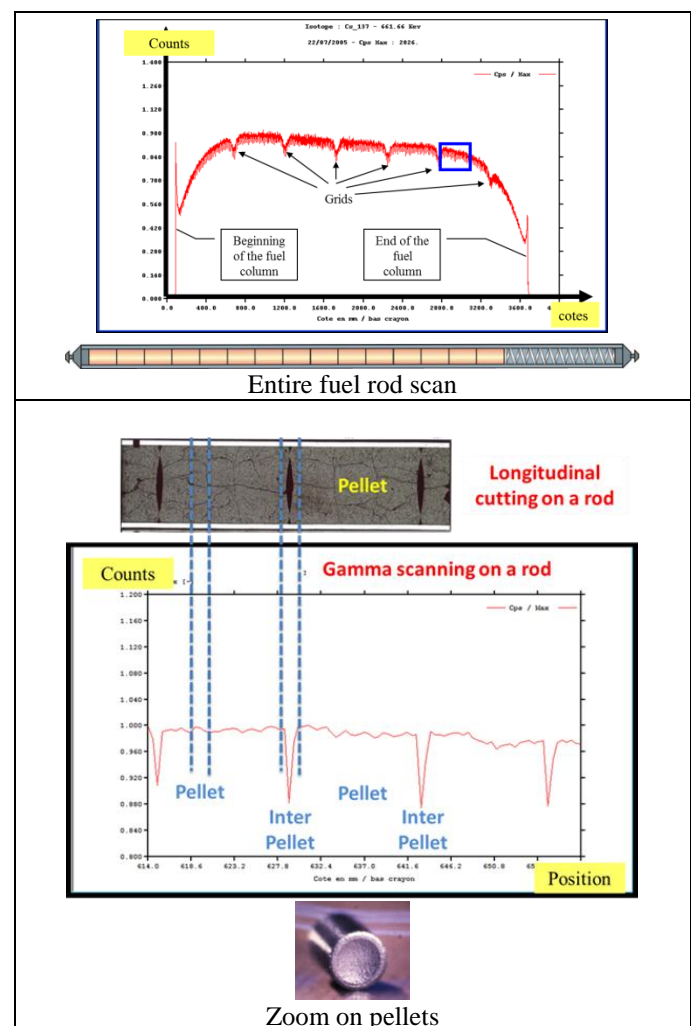 Isotope : Cs_137 - 661.66 Kev
22/07/2005 - Cps Max : 2826.
Counts
Cps / Max
1.400
1.260
1.120
0.980
0.840
0.700
0.560
0.420
0.280
0.140
0.000
Grids
Beginning
of the fuel
column
End of the
fuel
column
0.0 400.0 800.0 1200.0 1600.0 2000.0 2400.0 2800.0 3200.0 3600.0
cotes
Cote en mm / bas crayon
Entire fuel rod scan
Pellet
Longitudinal
cutting on a rod
Counts
Gamma scanning on a rod
Cps / Max
1.200
1.160
1.120
1.080
1.040
1.000
0.960
0.920
0.880
0.840
0.800
Pellet
Inter
Pellet
Pellet
Inter
Pellet
614.0 618.6 623.2 627.8 632.4 637.0 641.6 646.2 650.8
Cote en mm / bas crayon
Position
Zoom on pellets